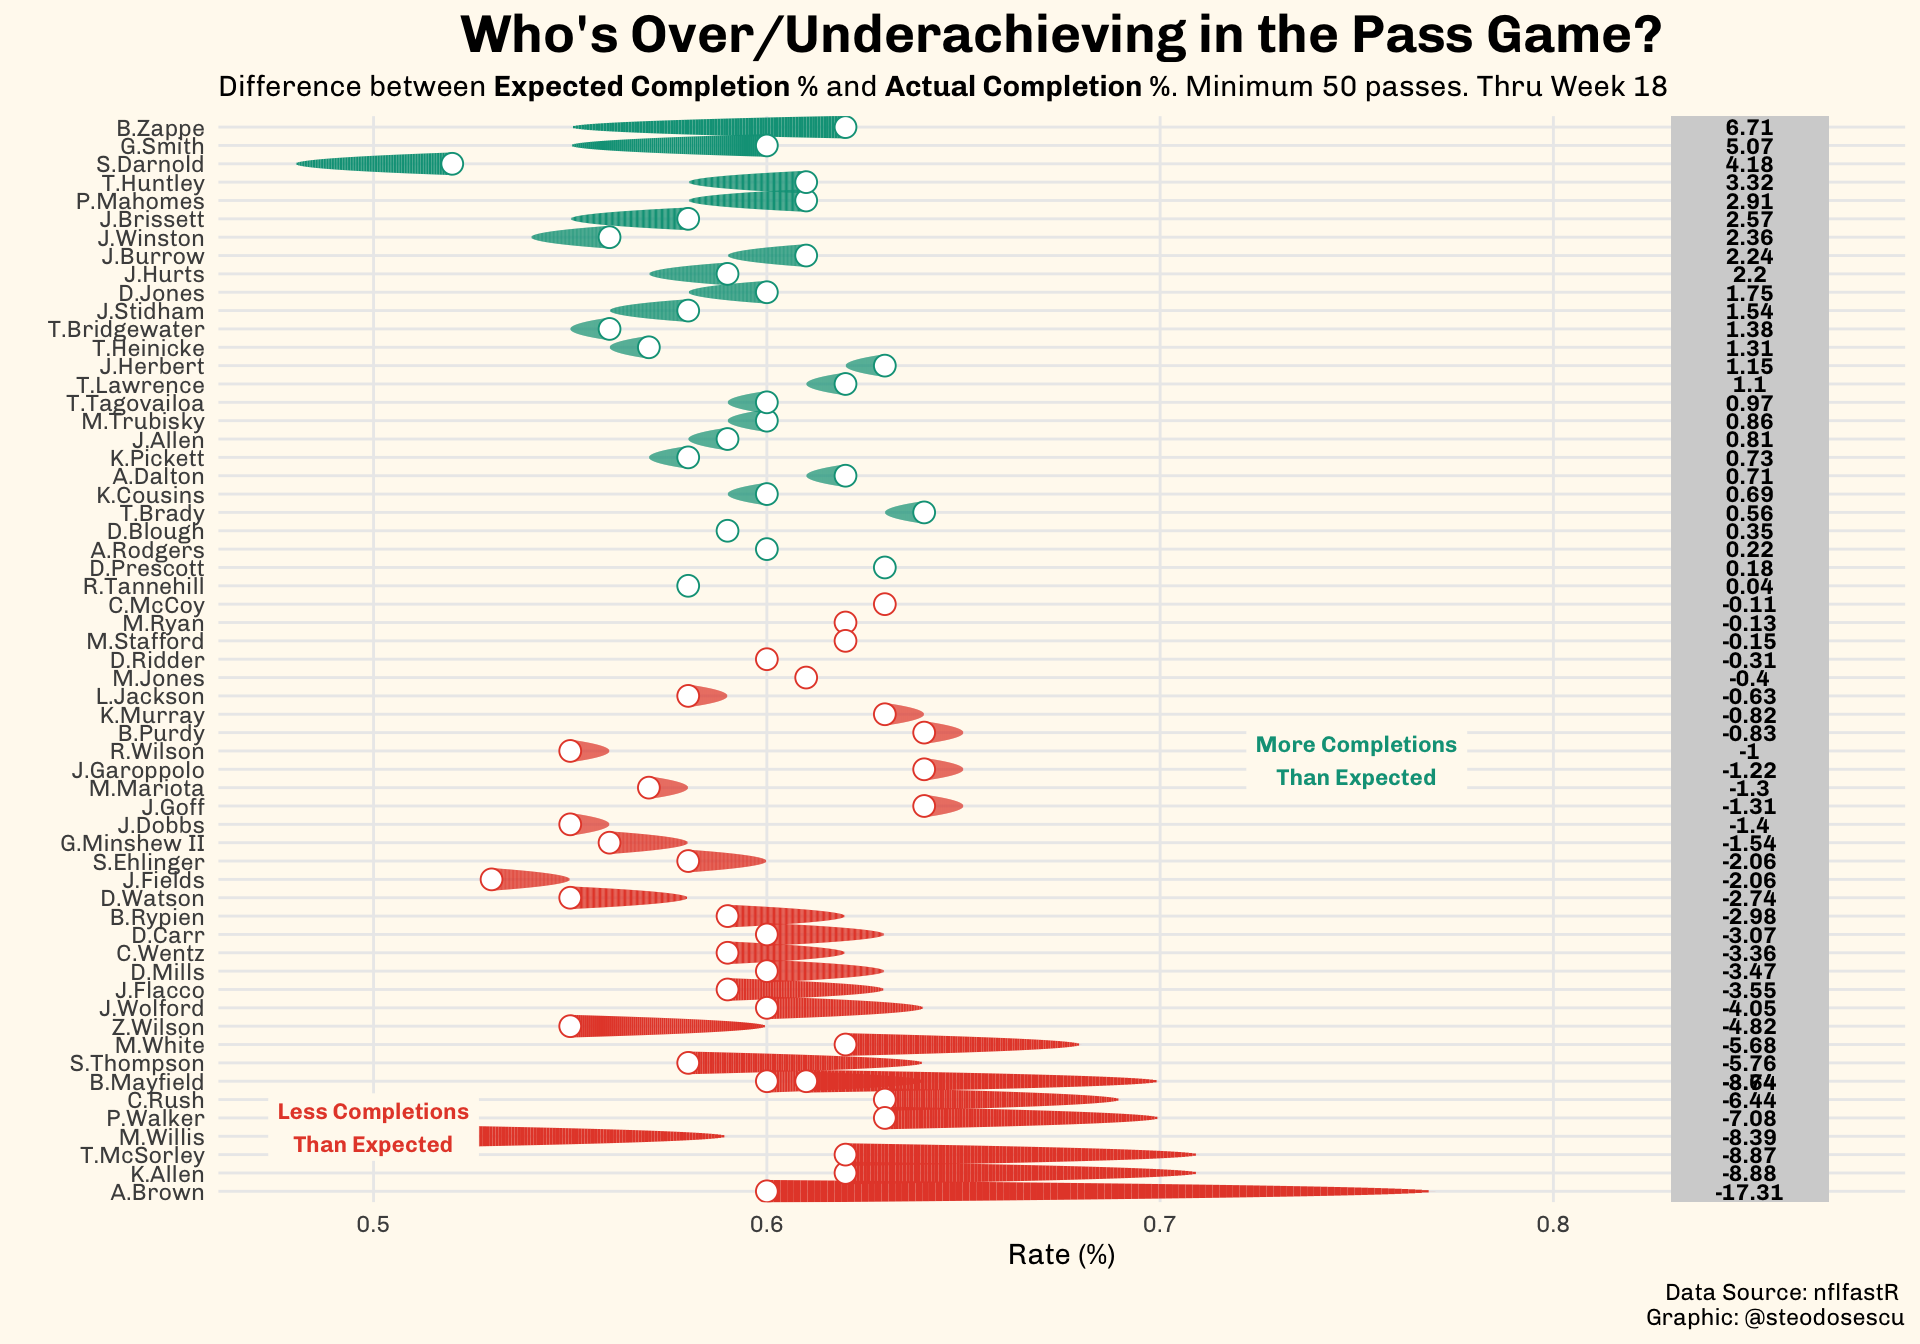 Who's Over/Underachieving in the Pass Game?
Difference between Expected Completion % and Actual Completion %. Minimum 50 passes. Thru Week 18
B.Zappe 6.71
G.Smith 5.07
S.Darnold 4.18
T.Huntley 3.32
P.Mahomes 2.91
J.Brissett 2.57
J.Winston 2.36
J.Burrow 2.24
J.Hurts 2.2
D.Jones 1.75
J.Stidham 1.54
T.Bridgewater 1.38
T.Heinicke 1.31
J.Herbert 1.15
T.Lawrence 1.1
T.Tagovailoa 0.97
M.Trubisky 0.86
J.Allen 0.81
K.Pickett 0.73
A.Dalton 0.71
K.Cousins 0.69
T.Brady 0.56
D.Blough 0.35
A.Rodgers 0.22
D.Prescott 0.18
R.Tannehill 0.04
C.McCoy -0.11
M.Ryan -0.13
M.Stafford -0.15
D.Ridder -0.31
M.Jones -0.4
L.Jackson -0.63
K.Murray -0.82
B.Purdy -0.83
R.Wilson -1
More Completions
Than Expected
J.Garoppolo -1.22
M.Mariota -1.3
J.Goff -1.31
J.Dobbs -1.4
G.Minshew II -1.54
S.Ehlinger -2.06
J.Fields -2.06
D.Watson -2.74
B.Rypien -2.98
D.Carr -3.07
C.Wentz -3.36
D.Mills -3.47
J.Flacco -3.55
J.Wolford -4.05
Z.Wilson -4.82
M.White -5.68
S.Thompson -5.76
B.Mayfield
C.Rush -6.44
P.Walker -7.08
Less Completions
Than Expected
M.Willis -8.39
T.McSorley -8.87
K.Allen -8.88
A.Brown -17.31
0.5 0.6 0.7 0.8
Rate (%)
Data Source: nflfastR
Graphic: @steodosescu